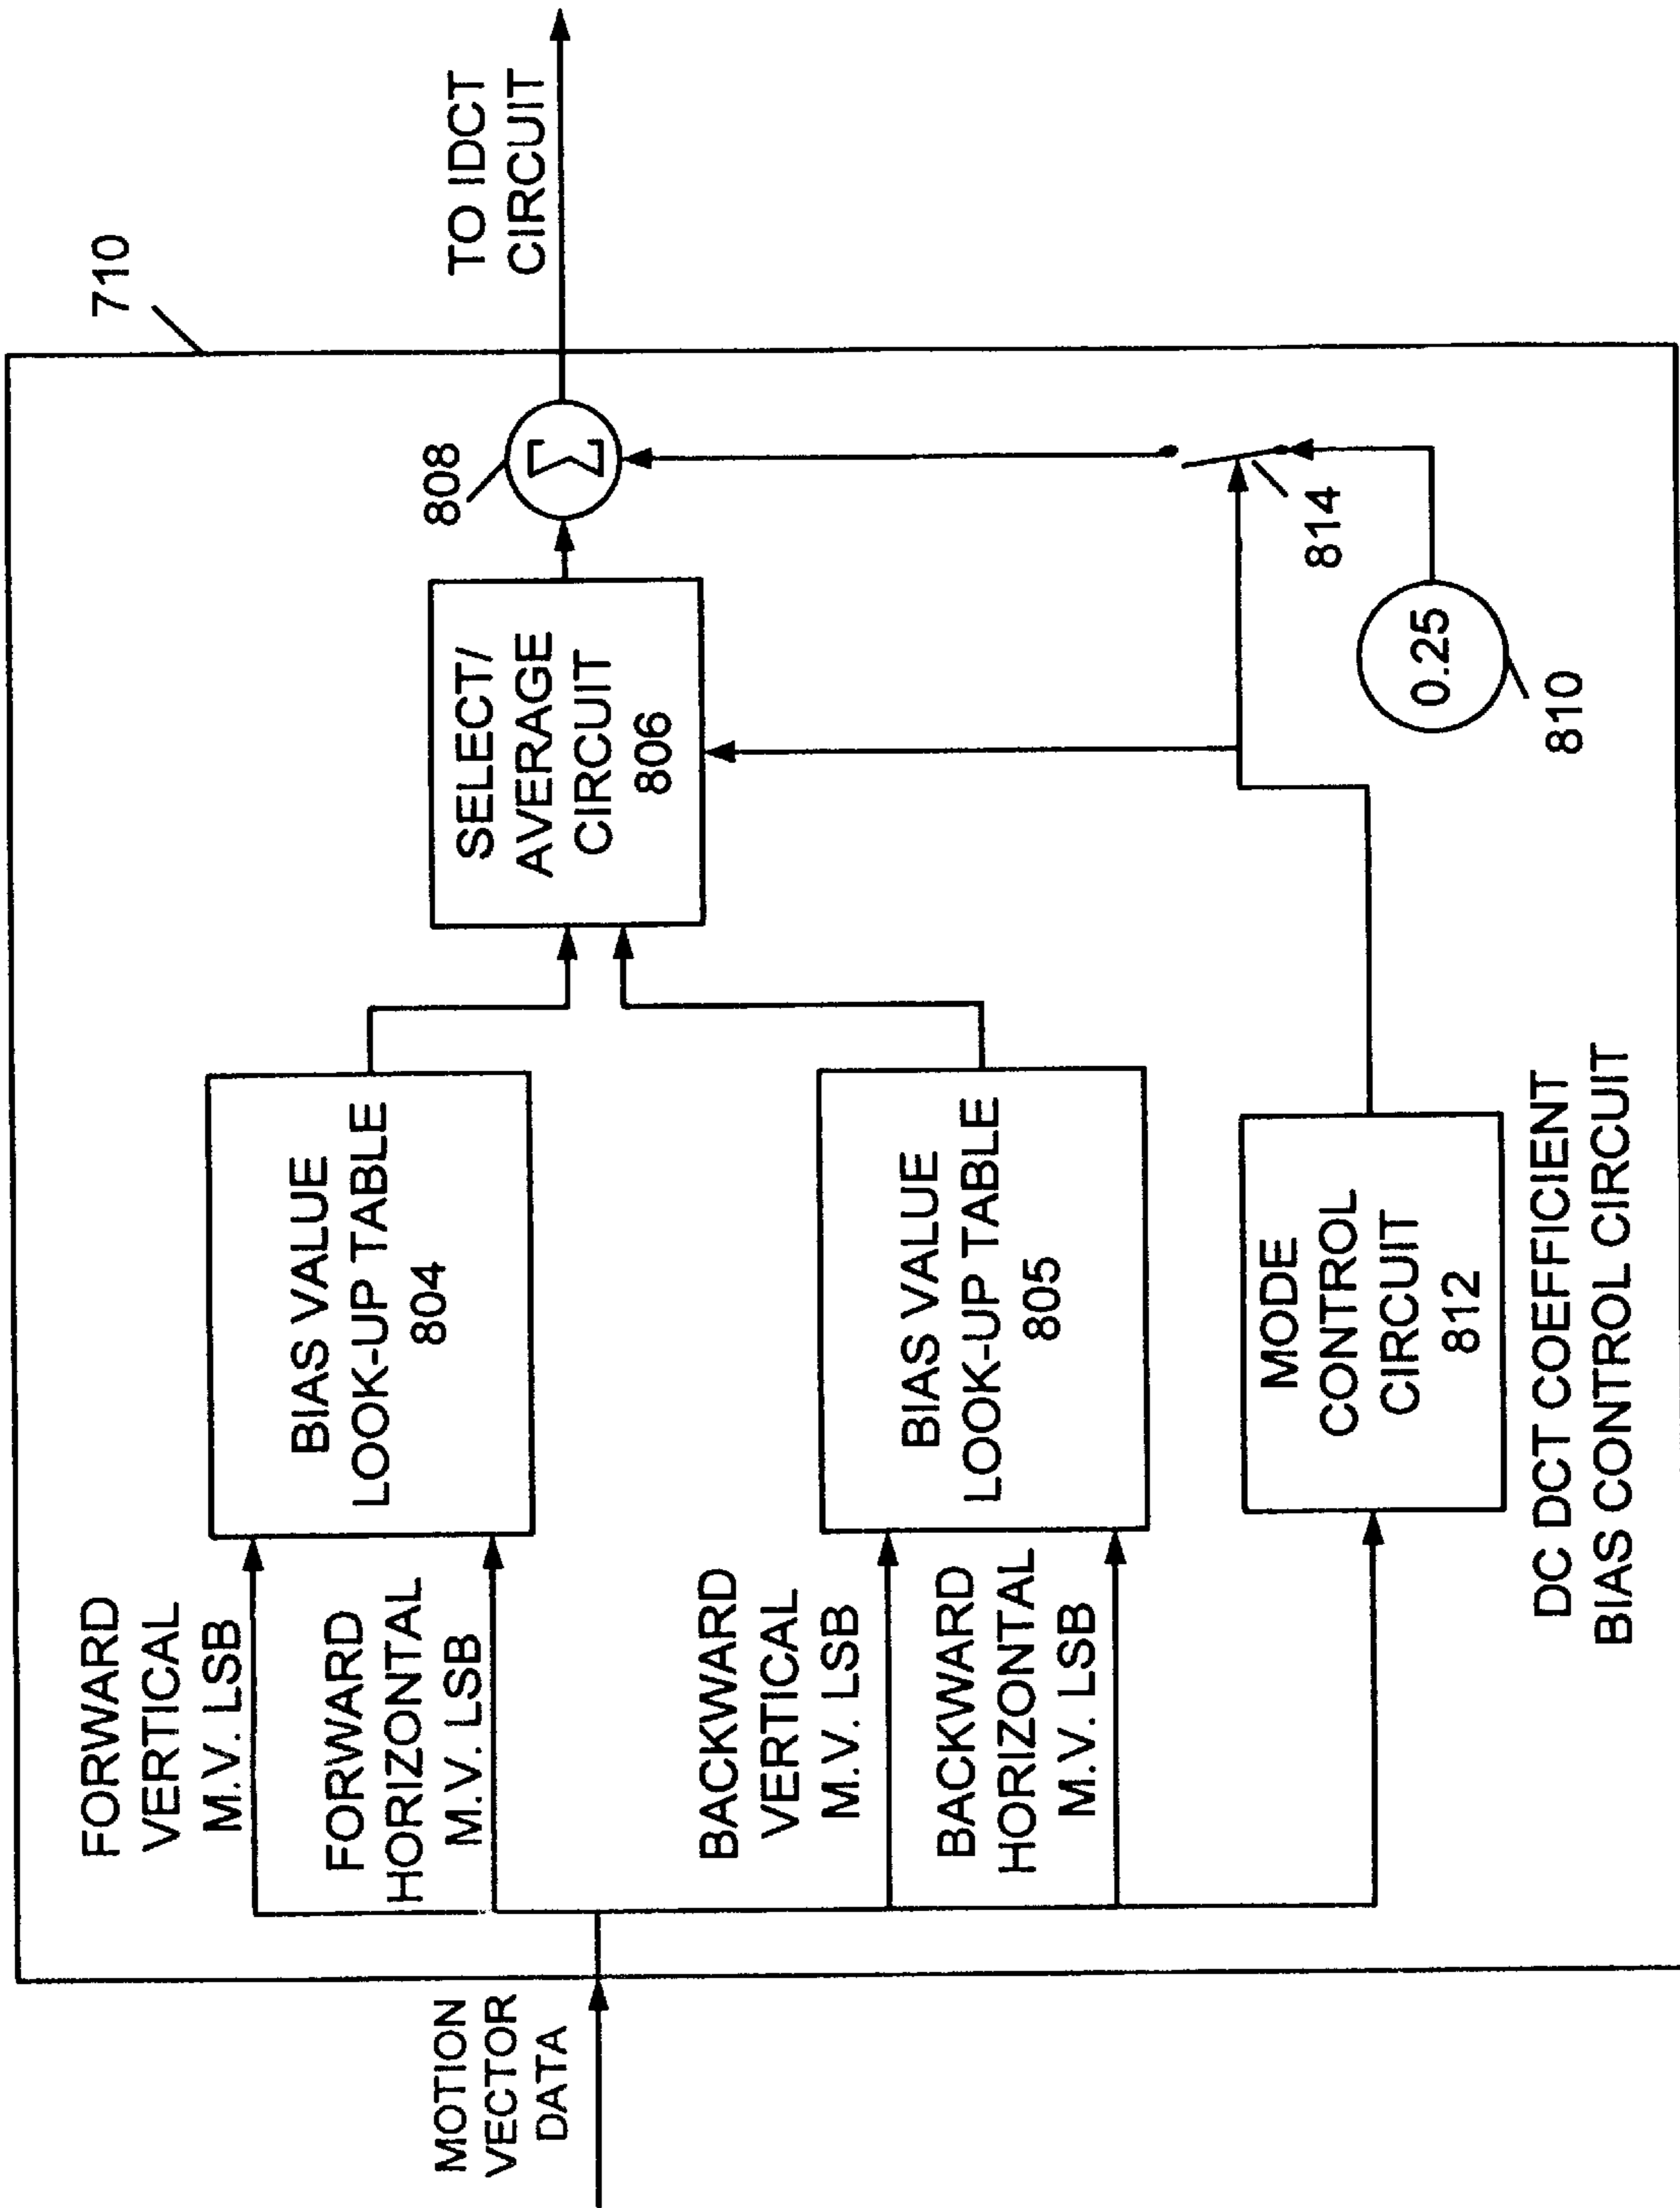 710
MOTION
VECTOR
DATA
FORWARD
VERTICAL
M.V. LSB
FORWARD
HORIZONTAL
M.V. LSB
BACKWARD
VERTICAL
M.V. LSB
BACKWARD
HORIZONTAL
M.V. LSB
BIAS VALUE
LOOK-UP TABLE
804
BIAS VALUE
LOOK-UP TABLE
805
MODE
CONTROL
CIRCUIT
812
SELECT/
AVERAGE
CIRCUIT
806
808
Σ
TO IDCT
CIRCUIT
814
0.25
810
DC DCT COEFFICIENT
BIAS CONTROL CIRCUIT